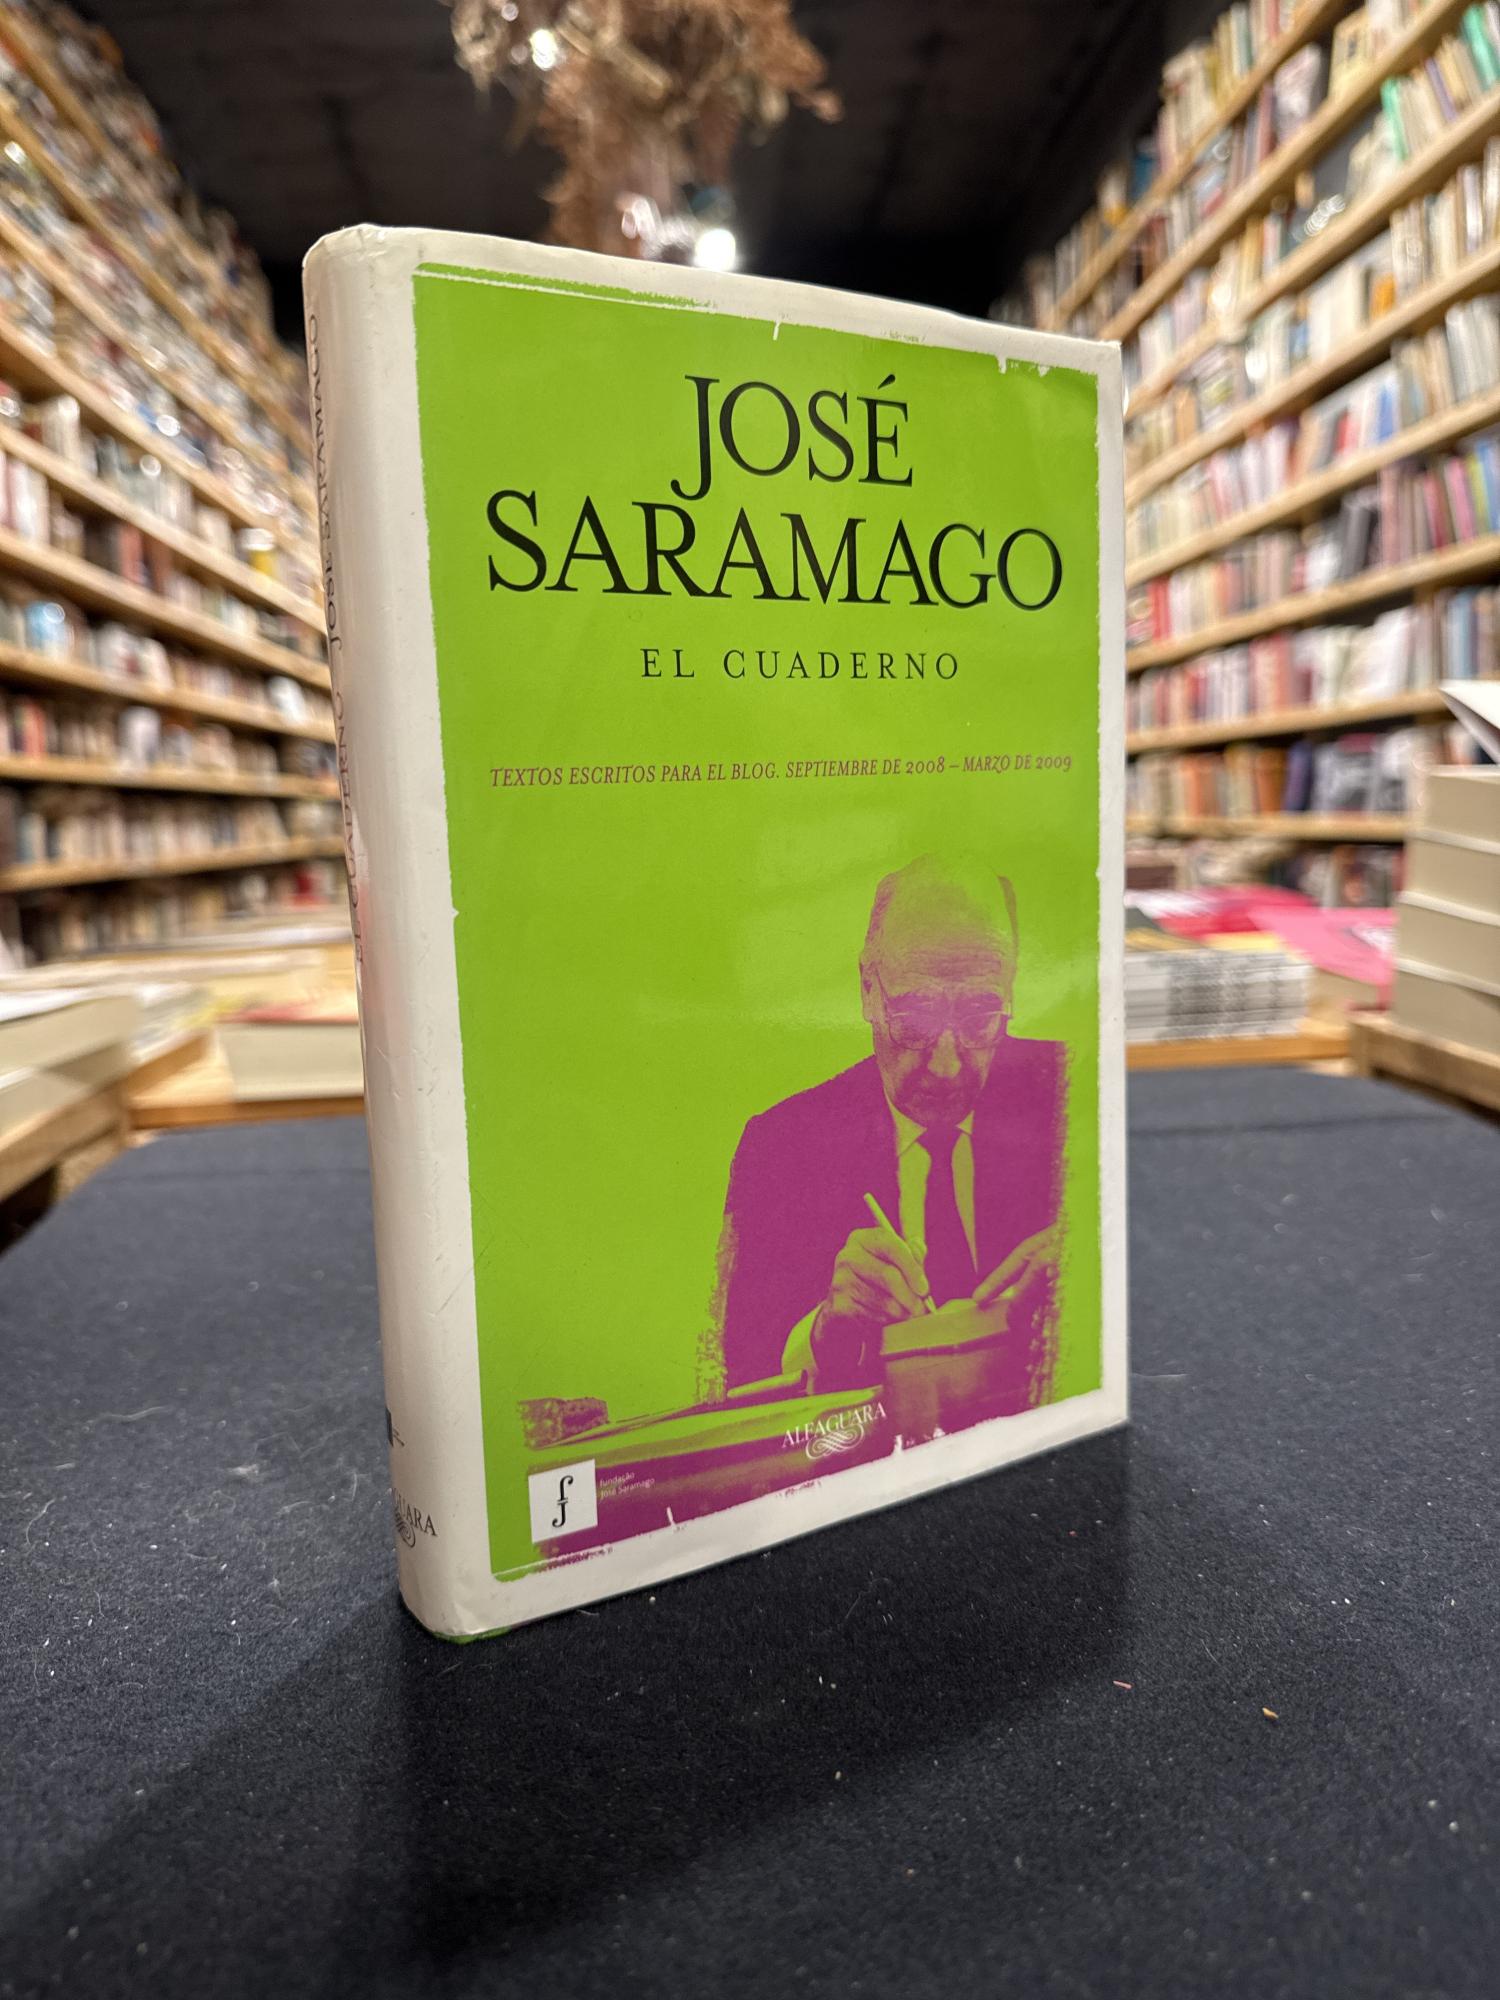 JOSÉ
SARAMAGO
EL CUADERNO
TEXTOS ESCRITOS PARA EL BLOG. SEPTIEMBRE DE 2008 – MARZO DE 2009
ALFAGUARA
fundação
José Saramago
EL CUADERNO JOSÉ SARAMAGO